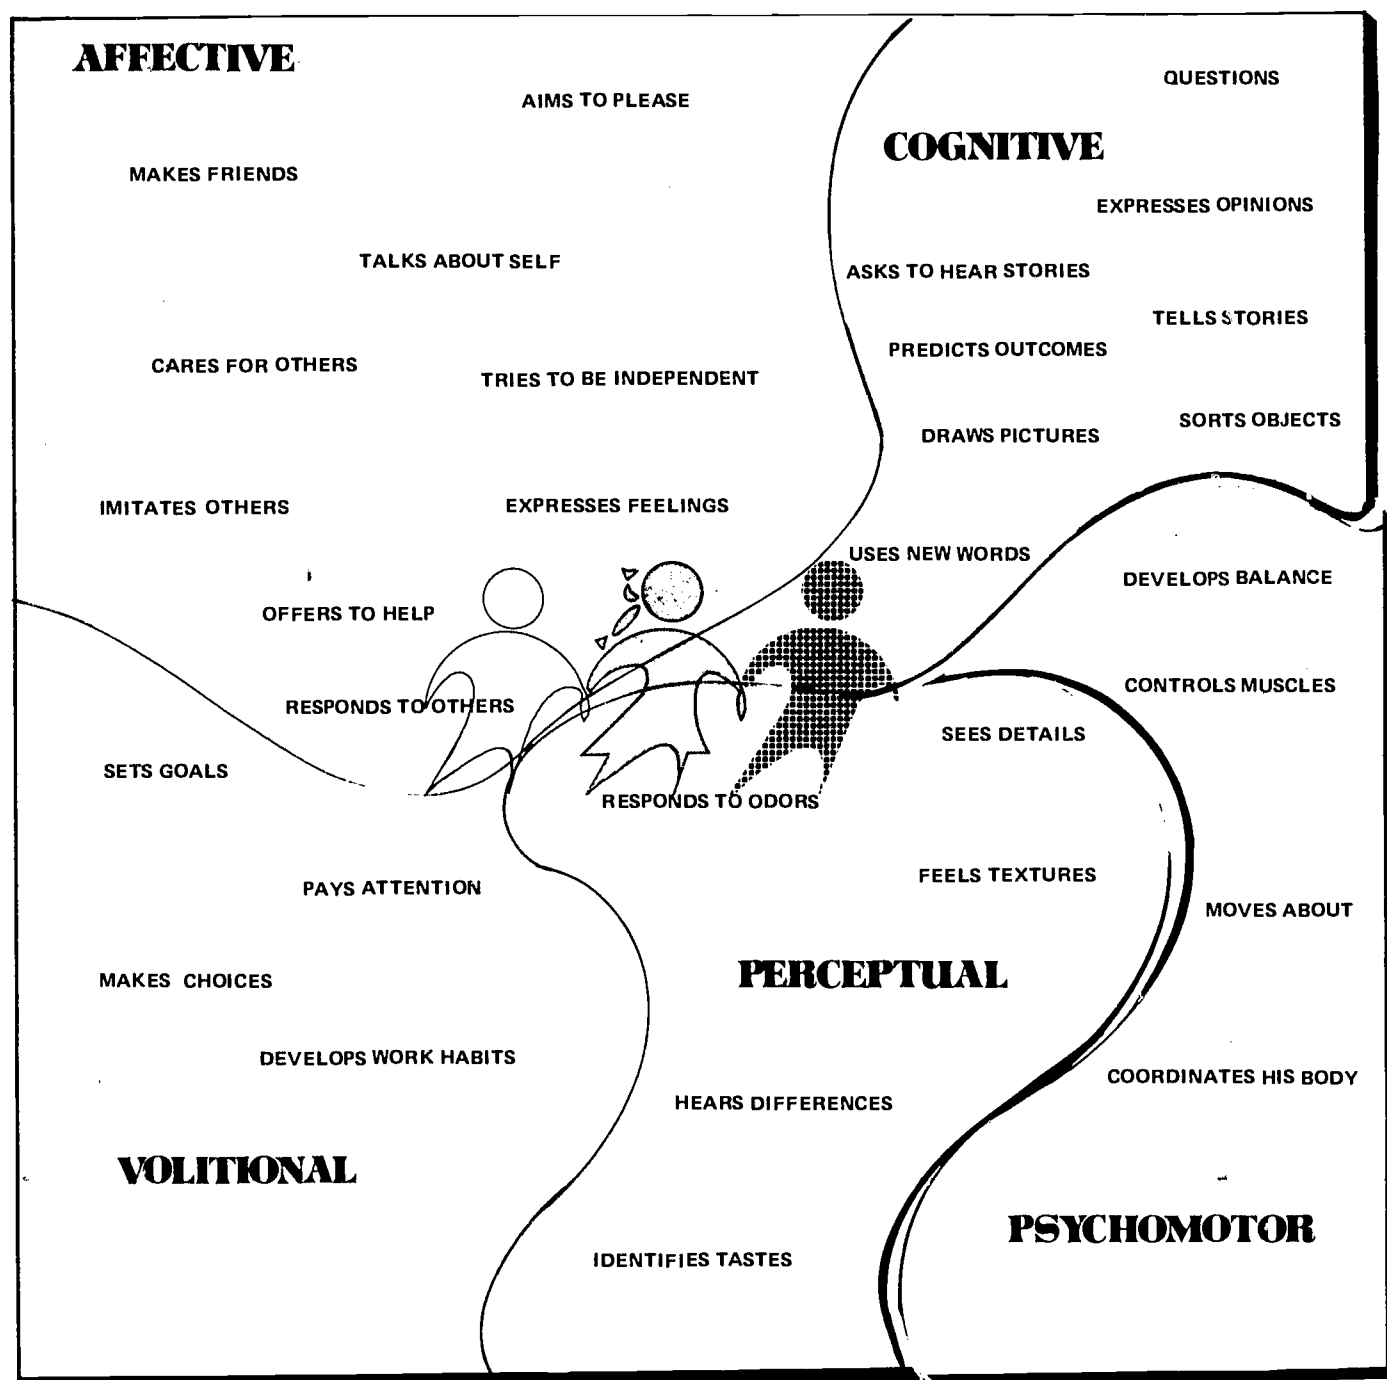 AFFECTIVE
AIMS TO PLEASE
MAKES FRIENDS
TALKS ABOUT SELF
CARES FOR OTHERS
TRIES TO BE INDEPENDENT
IMITATES OTHERS
EXPRESSES FEELINGS
OFFERS TO HELP
RESPONDS TO OTHERS
QUESTIONS
COGNITIVE
EXPRESSES OPINIONS
ASKS TO HEAR STORIES
TELLS STORIES
PREDICTS OUTCOMES
SORTS OBJECTS
DRAWS PICTURES
USES NEW WORDS
DEVELOPS BALANCE
CONTROLS MUSCLES
MOVES ABOUT
COORDINATES HIS BODY
PSYCHOMOTOR
SEES DETAILS
RESPONDS TO ODORS
FEELS TEXTURES
PERCEPTUAL
HEARS DIFFERENCES
IDENTIFIES TASTES
SETS GOALS
PAYS ATTENTION
MAKES CHOICES
DEVELOPS WORK HABITS
VOLITIONAL